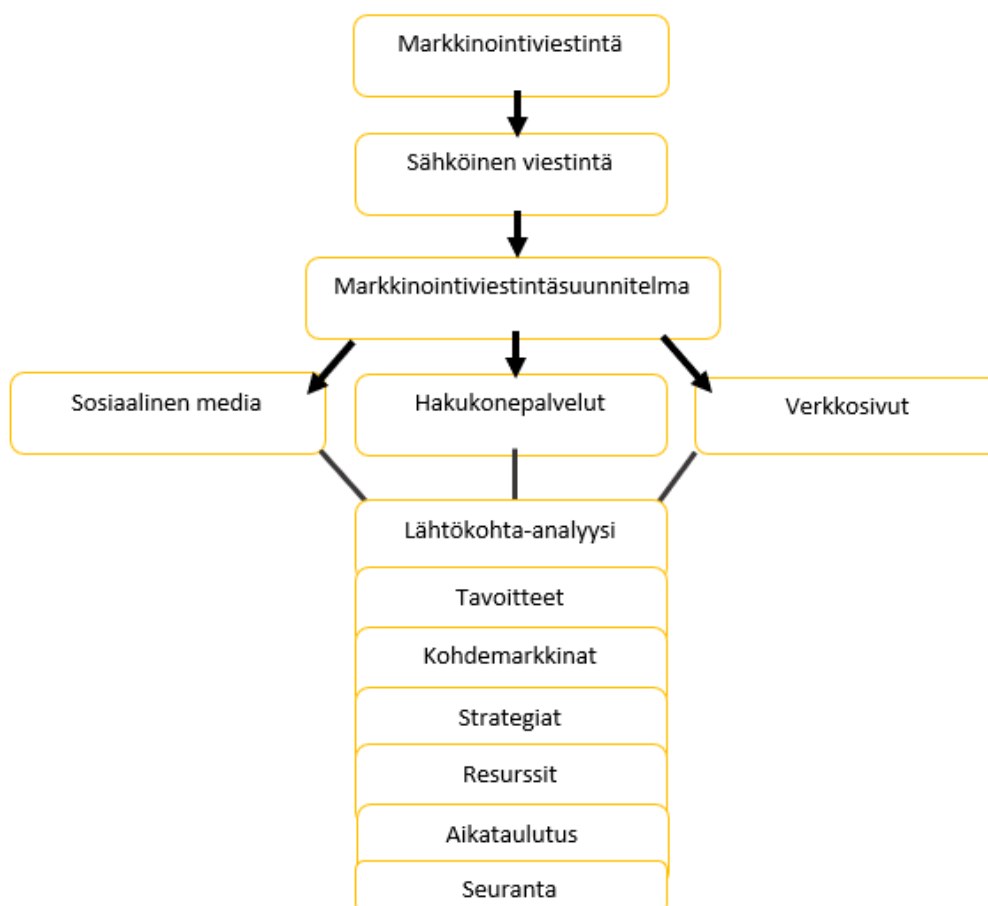 Markkinointiviestintä
Sähköinen viestintä
Markkinointiviestintäsuunnitelma
Sosiaalinen media
Hakukonepalvelut
Verkkosivut
Lähtökohta-analyysi
Tavoitteet
Kohdemarkkinat
Strategiat
Resurssit
Aikataulutus
Seuranta